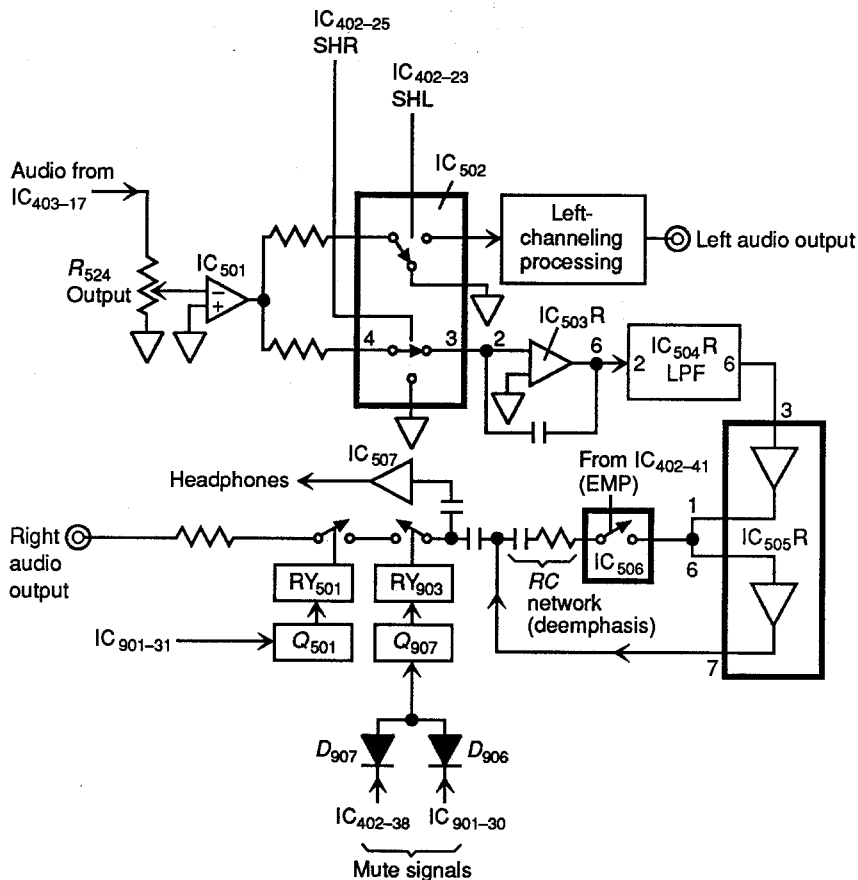 IC402–25
SHR
IC402–23
SHL
IC502
Audio from
IC403–17
R524
Output
IC501
–
+
Left-
channeling
processing
Left audio output
4
3
2
IC503R
6
2
IC504R
LPF
6
3
IC507
Headphones
From IC402–41
(EMP)
1
IC505R
6
IC506
RC
network
(deemphasis)
7
Right
audio
output
RY501
RY903
IC901–31
Q501
Q907
D907
D906
IC402–38
IC901–30
Mute signals